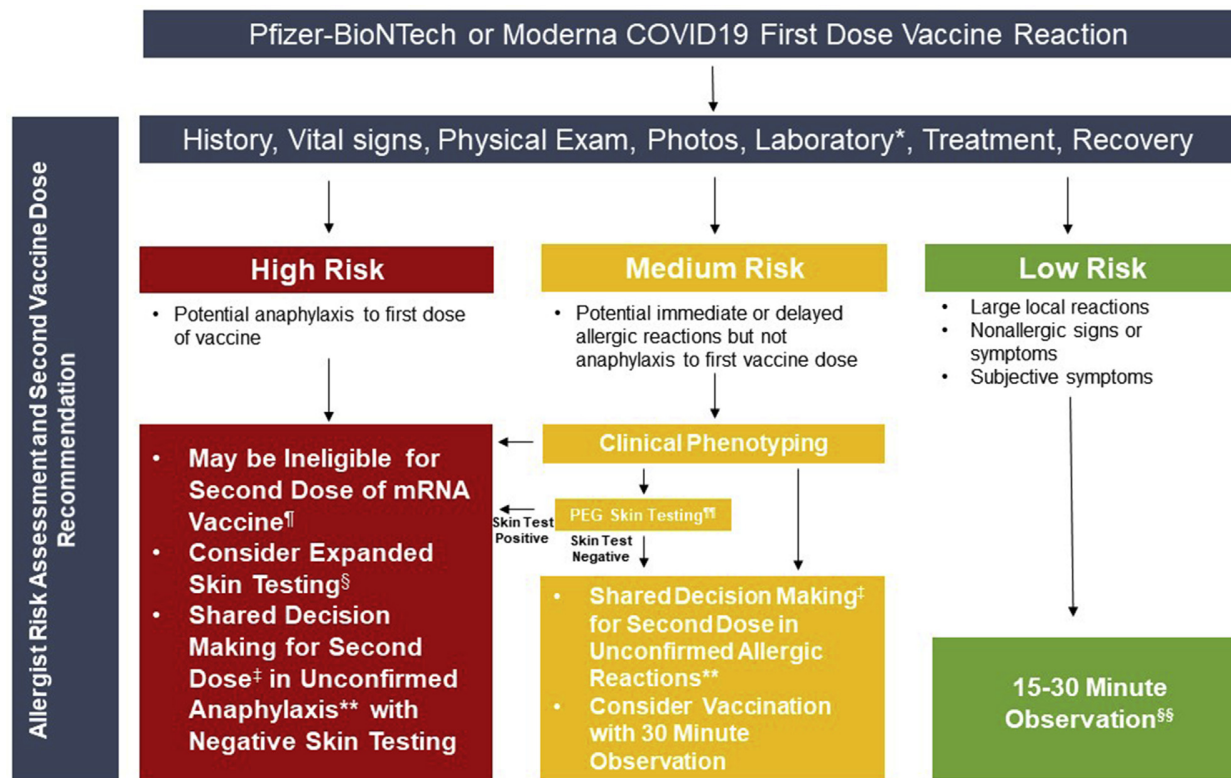 Pfizer-BioNTech or Moderna COVID19 First Dose Vaccine Reaction
Allergist Risk Assessment and Second Vaccine Dose
Recommendation
History, Vital signs, Physical Exam, Photos, Laboratory*, Treatment, Recovery
High Risk
• Potential anaphylaxis to first dose
of vaccine
• May be Ineligible for
Second Dose of mRNA
Vaccine¶
• Consider Expanded
Skin Testing§
• Shared Decision
Making for Second
Dose‡ in Unconfirmed
Anaphylaxis** with
Negative Skin Testing
Medium Risk
• Potential immediate or delayed
allergic reactions but not
anaphylaxis to first vaccine dose
Clinical Phenotyping
PEG Skin Testing¶¶
Skin Test
Positive
Skin Test
Negative
• Shared Decision Making‡
for Second Dose in
Unconfirmed Allergic
Reactions**
• Consider Vaccination
with 30 Minute
Observation
Low Risk
• Large local reactions
• Nonallergic signs or
symptoms
• Subjective symptoms
15-30 Minute
Observation§§